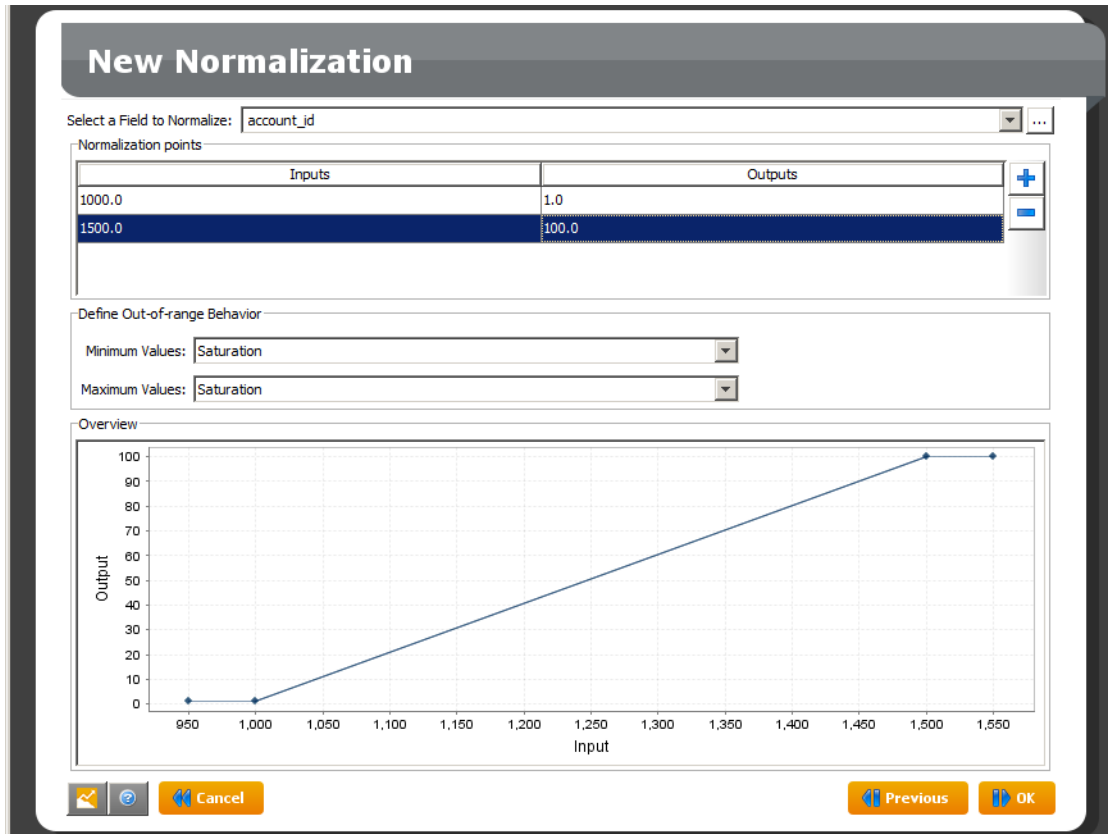 New Normalization
Select a Field to Normalize: account_id ...
Normalization points
Inputs Outputs
1000.0 1.0
1500.0 100.0
Define Out-of-range Behavior
Minimum Values: Saturation
Maximum Values: Saturation
Overview
100
90
80
70
60
50
40
30
20
10
0
Output
950 1,000 1,050 1,100 1,150 1,200 1,250 1,300 1,350 1,400 1,450 1,500 1,550
Input
? Cancel Previous OK